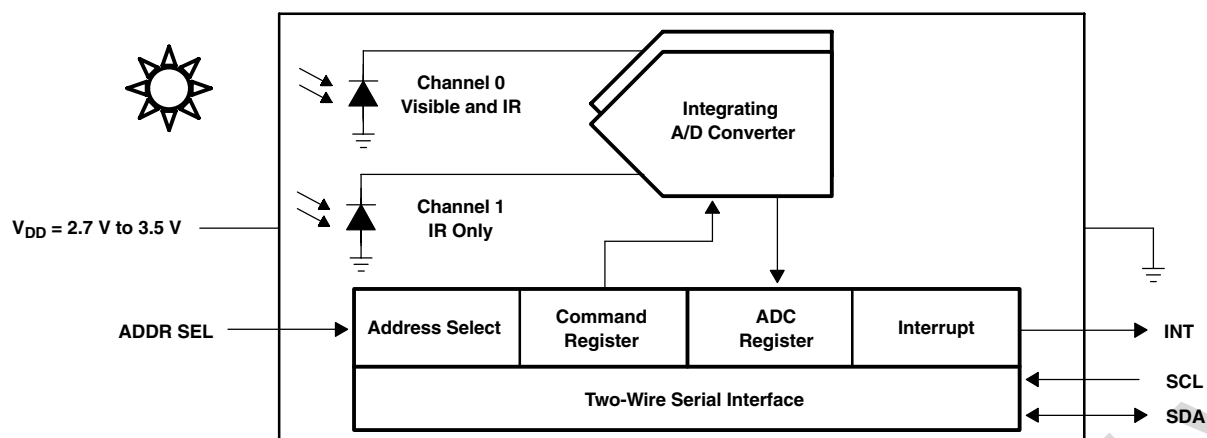 Channel 0
Visible and IR
Integrating
A/D Converter
Channel 1
IR Only
VDD = 2.7 V to 3.5 V
ADDR SEL
Address Select
Command
Register
ADC
Register
Interrupt
INT
Two-Wire Serial Interface
SCL
SDA